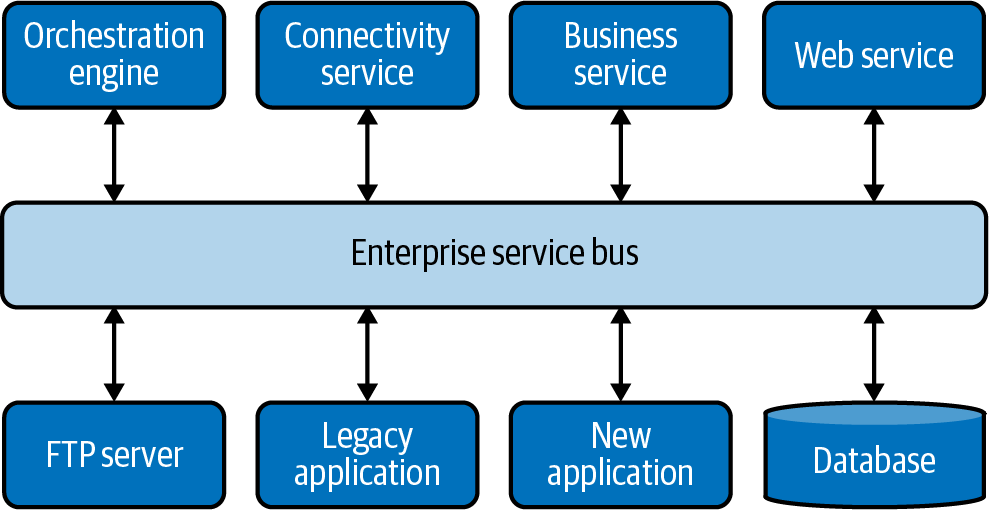 Orchestration
engine
Connectivity
service
Business
service
Web service
Enterprise service bus
FTP server
Legacy
application
New
application
Database